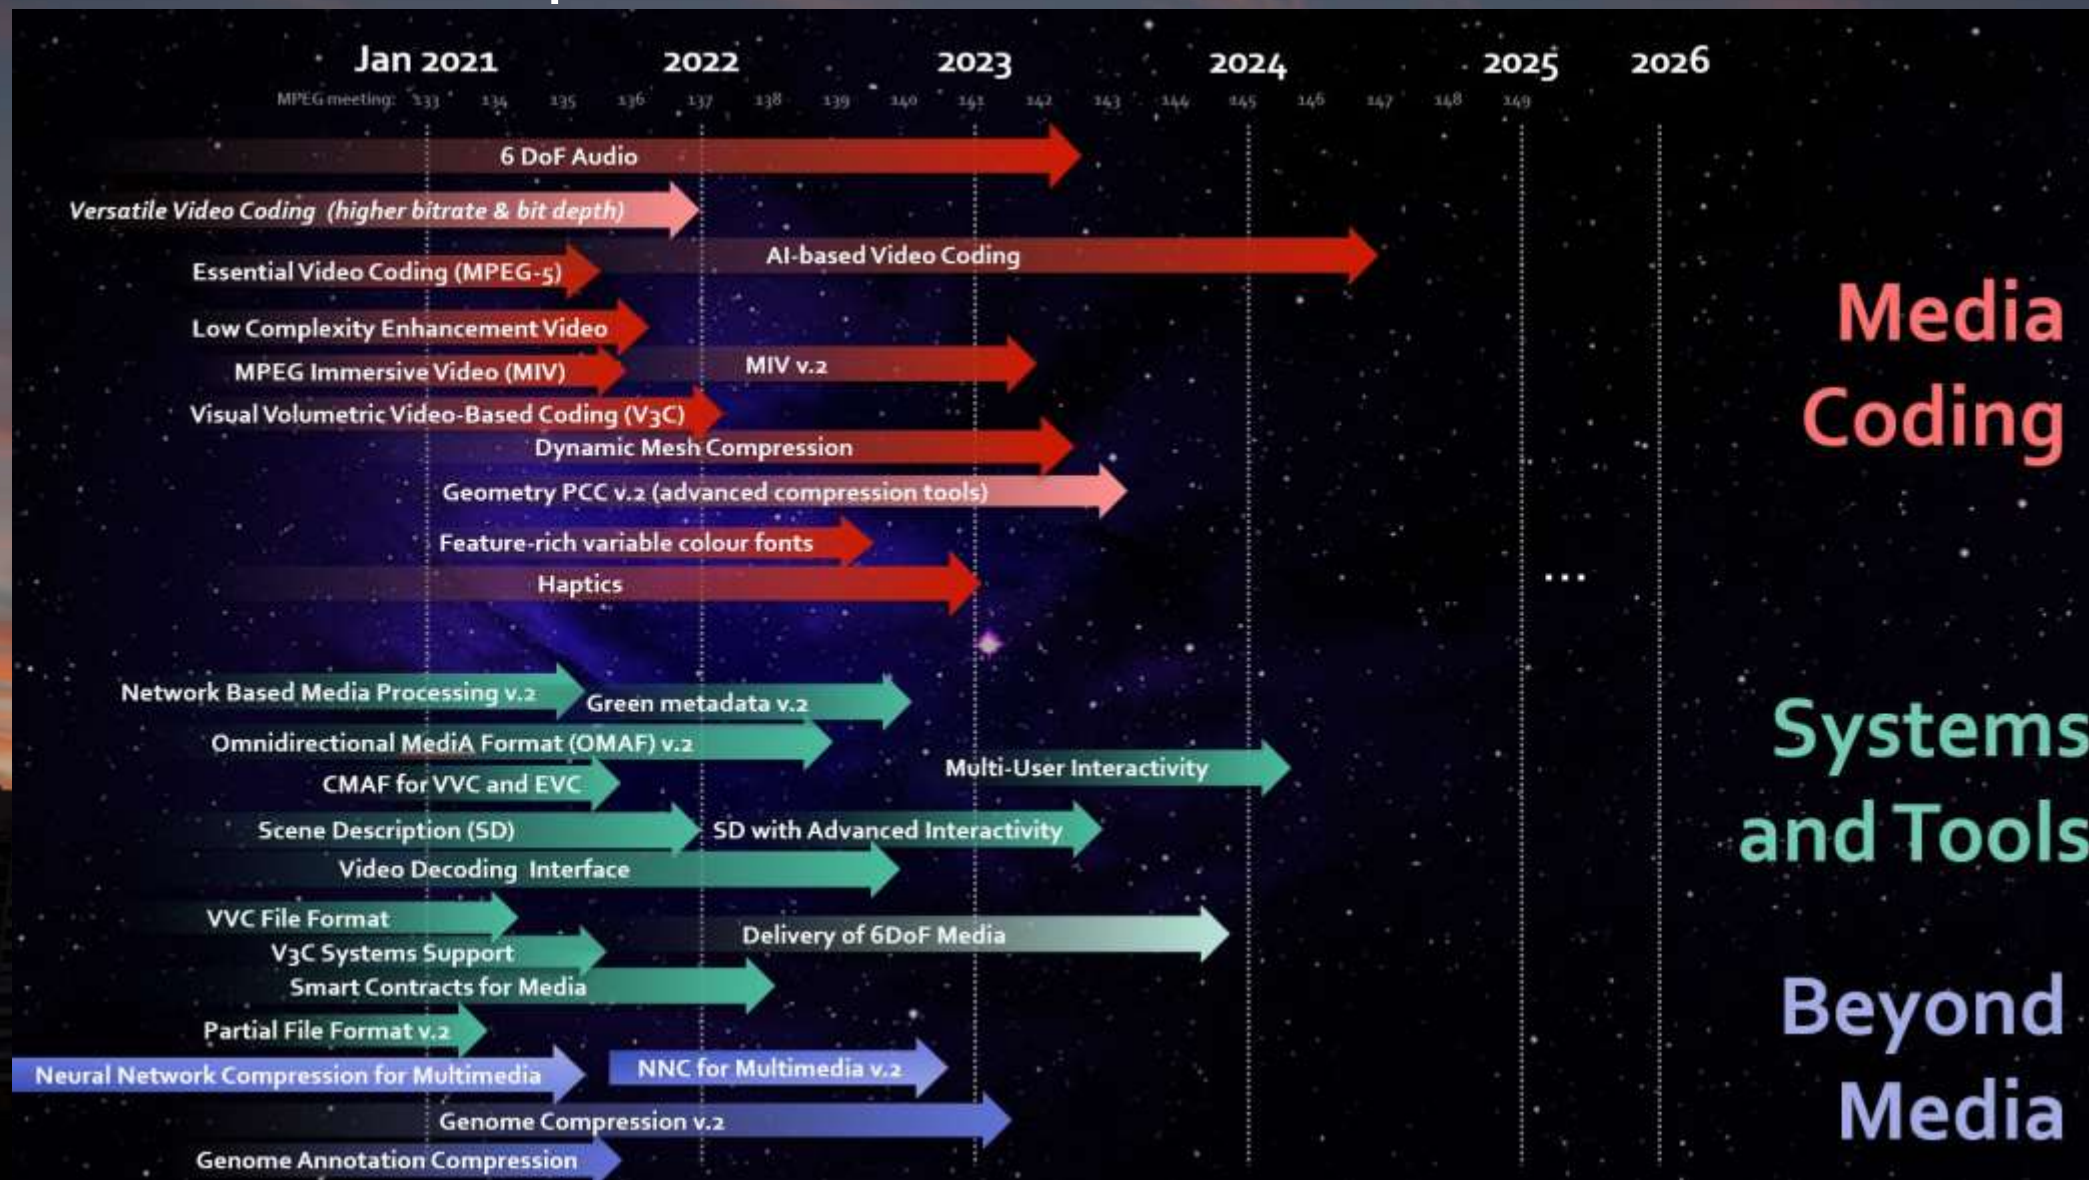 Jan 2021 2022 2023 2024 2025 2026
MPEG meeting: 133 134 135 136 137 138 139 140 141 142 143 144 145 146 147 148 149
6 DoF Audio
Versatile Video Coding (higher bitrate & bit depth)
AI-based Video Coding
Essential Video Coding (MPEG-5)
Low Complexity Enhancement Video
MPEG Immersive Video (MIV)
MIV v.2
Visual Volumetric Video-Based Coding (V3C)
Dynamic Mesh Compression
Geometry PCC v.2 (advanced compression tools)
Feature-rich variable colour fonts
Haptics
...
Media
Coding
Network Based Media Processing v.2
Green metadata v.2
Omnidirectional MediA Format (OMAF) v.2
Multi-User Interactivity
CMAF for VVC and EVC
Scene Description (SD)
SD with Advanced Interactivity
Video Decoding Interface
VVC File Format
Delivery of 6DoF Media
V3C Systems Support
Smart Contracts for Media
Partial File Format v.2
Systems
and Tools
Neural Network Compression for Multimedia
NNC for Multimedia v.2
Genome Compression v.2
Genome Annotation Compression
Beyond
Media